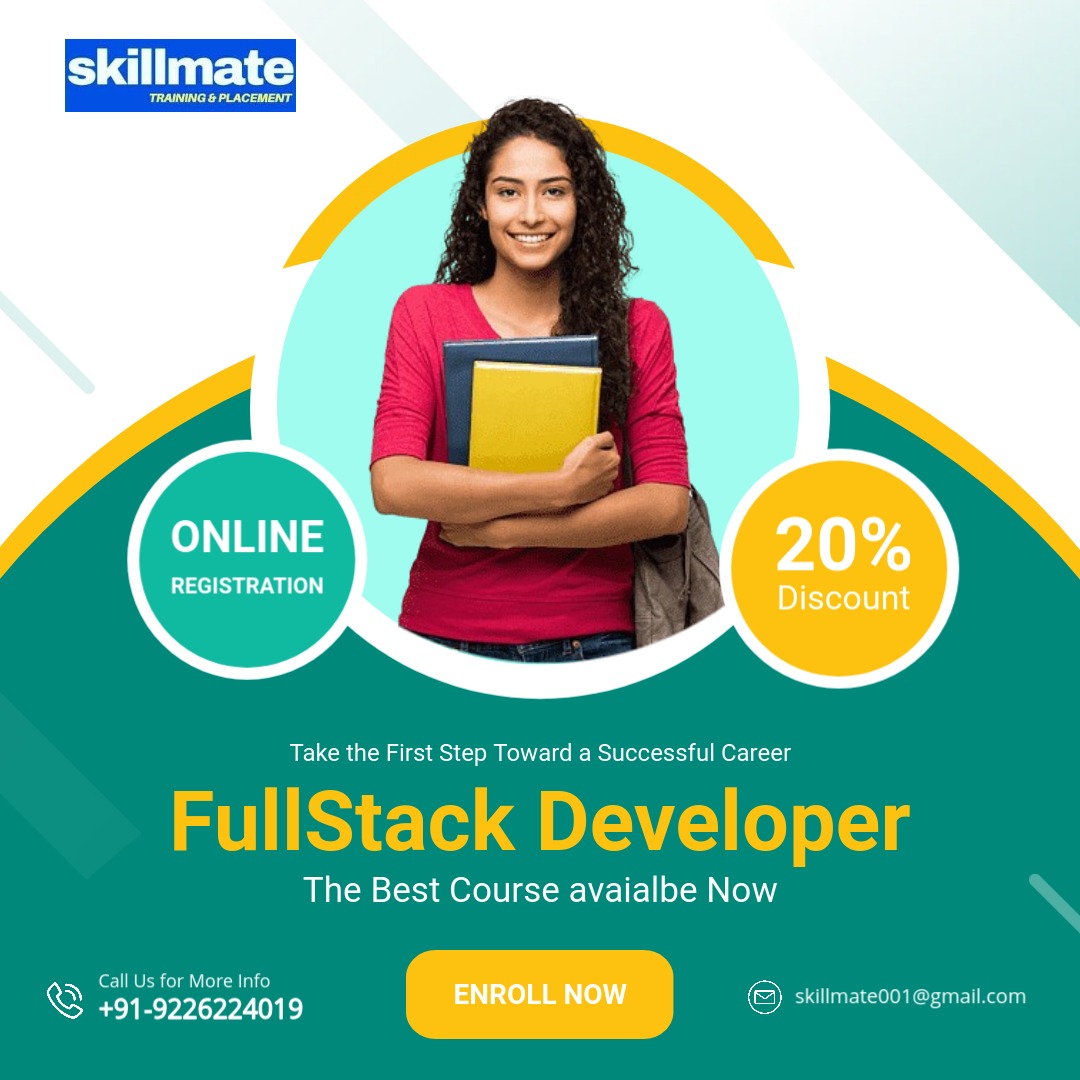 skillmate
TRAINING & PLACEMENT
ONLINE
REGISTRATION
20%
Discount
Take the First Step Toward a Successful Career
FullStack Developer
The Best Course avaialbe Now
Call Us for More Info
+91-9226224019
ENROLL NOW
skillmate001@gmail.com